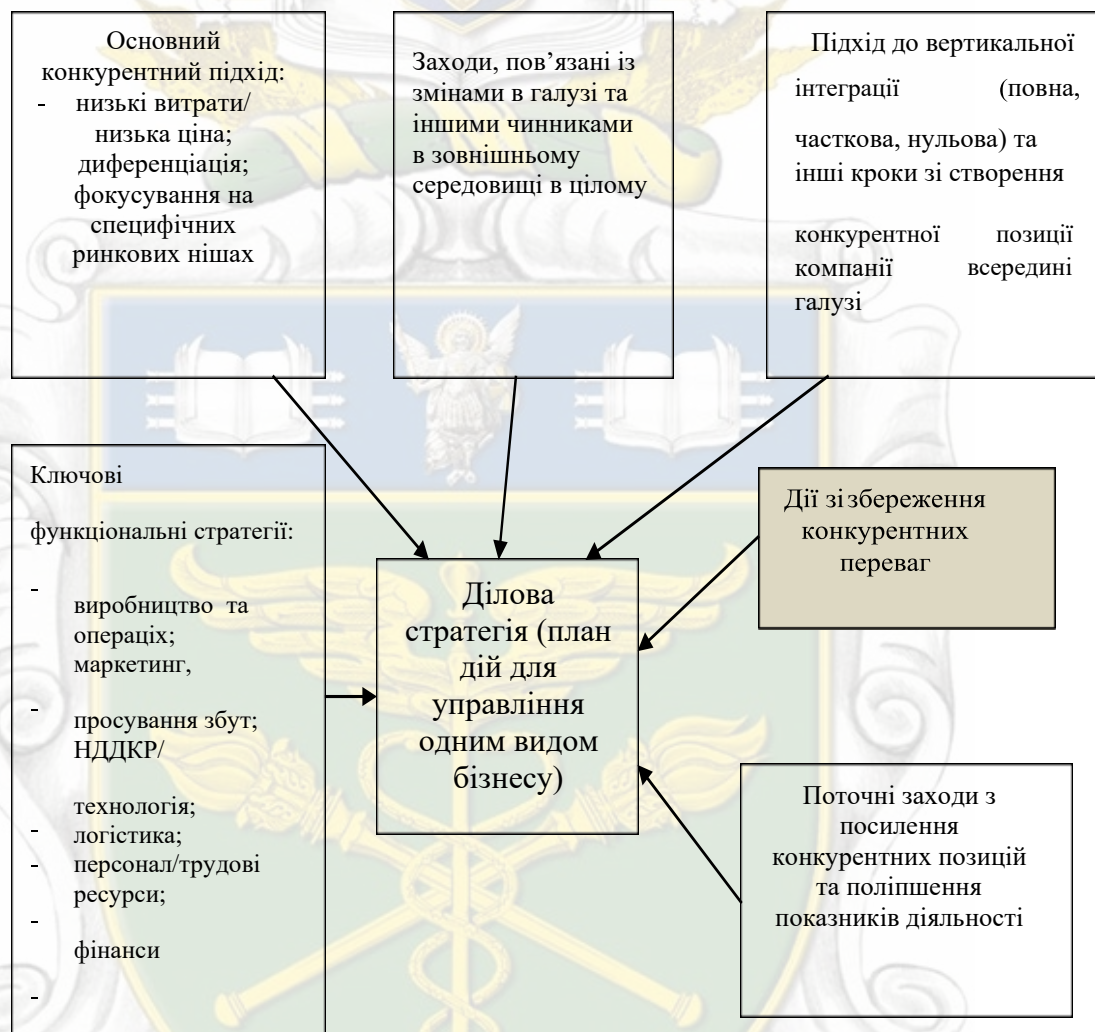 Основний
конкурентний підхід:
- низькі витрати/
низька ціна;
диференціація;
фокусування на
специфічних
ринкових нішах
Заходи, пов’язані із
змінами в галузі та
іншими чинниками
в зовнішньому
середовищі в цілому
Підхід до вертикальної
інтеграції (повна,
часткова, нульова) та
інші кроки зі створення
конкурентної позиції
компанії всередині
галузі
Ключові
функціональні стратегії:
-
виробництво та
операціх;
маркетинг,
-
просування збут;
НДДКР/
технологія;
- логістика;
- персонал/трудові
ресурси;
-
фінанси
-
Ділова
стратегія (план
дій для
управління
одним видом
бізнесу)
Дії зі збереження
конкурентних
переваг
Поточні заходи з
посилення
конкурентних позицій
та поліпшення
показників діяльності